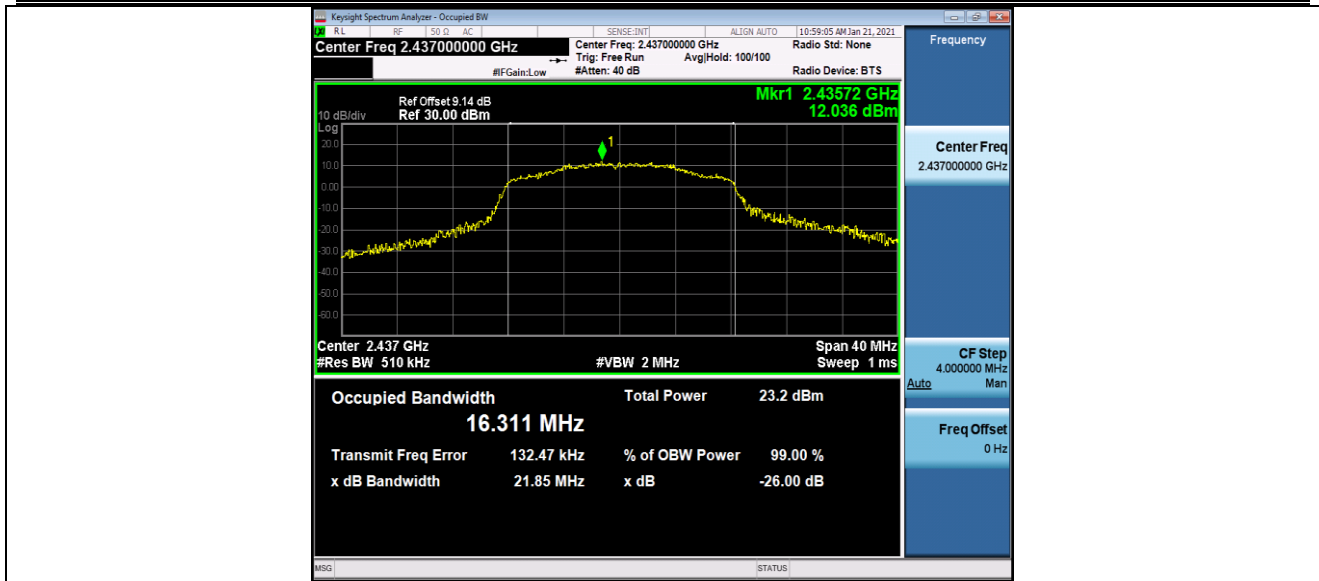 Keysight Spectrum Analyzer - Occupied BW
RL RF 50 Ω AC SENSE:INT ALIGN AUTO 10:59:05 AM Jan 21, 2021
Center Freq 2.437000000 GHz
Center Freq: 2.437000000 GHz Radio Std: None
Trig: Free Run Avg|Hold: 100/100
#IFGain:Low #Atten: 40 dB Radio Device: BTS
Mkr1 2.43572 GHz
12.036 dBm
Ref Offset 9.14 dB
10 dB/div Ref 30.00 dBm
Log
1
20.0
10.0
0.00
-10.0
-20.0
-30.0
-40.0
-50.0
-60.0
Center 2.437 GHz Span 40 MHz
#Res BW 510 kHz #VBW 2 MHz Sweep 1 ms
Occupied Bandwidth Total Power 23.2 dBm
16.311 MHz
Transmit Freq Error 132.47 kHz % of OBW Power 99.00 %
x dB Bandwidth 21.85 MHz x dB -26.00 dB
MSG STATUS
Frequency
Center Freq
2.437000000 GHz
CF Step
4.000000 MHz
Auto Man
Freq Offset
0 Hz